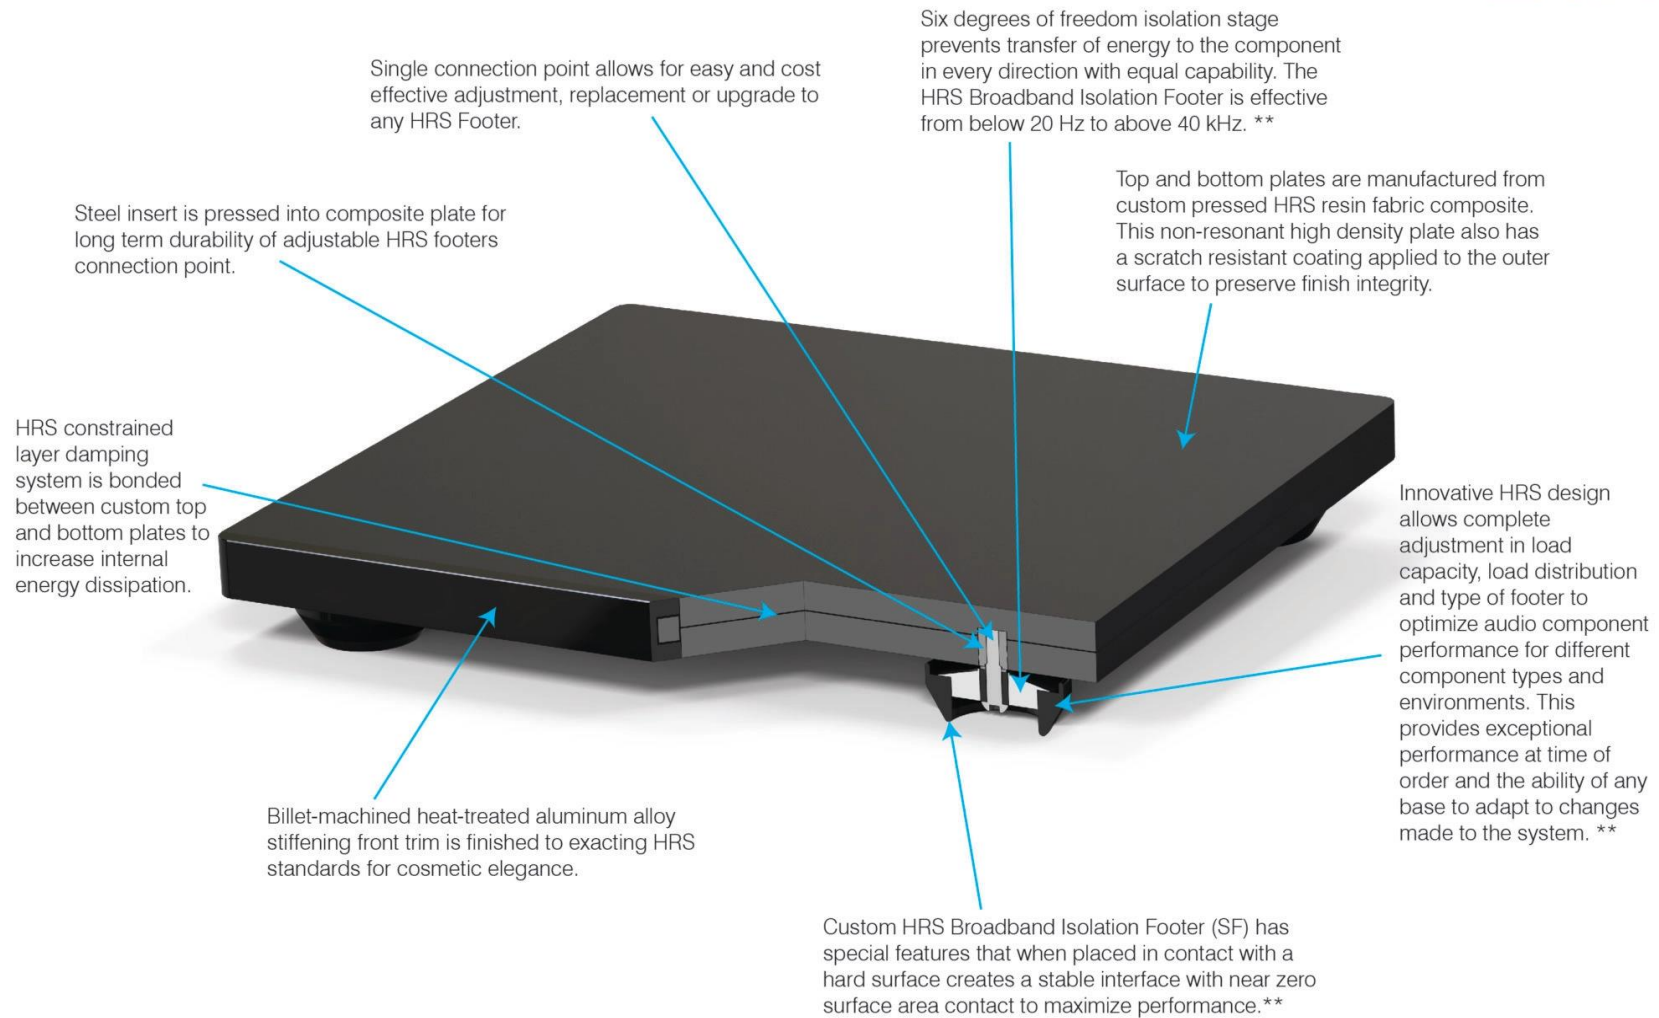 Six degrees of freedom isolation stage
prevents transfer of energy to the component
in every direction with equal capability. The
HRS Broadband Isolation Footer is effective
from below 20 Hz to above 40 kHz. **
Single connection point allows for easy and cost
effective adjustment, replacement or upgrade to
any HRS Footer.
Top and bottom plates are manufactured from
custom pressed HRS resin fabric composite.
This non-resonant high density plate also has
a scratch resistant coating applied to the outer
surface to preserve finish integrity.
Steel insert is pressed into composite plate for
long term durability of adjustable HRS footers
connection point.
HRS constrained
layer damping
system is bonded
between custom top
and bottom plates to
increase internal
energy dissipation.
Innovative HRS design
allows complete
adjustment in load
capacity, load distribution
and type of footer to
optimize audio component
performance for different
component types and
environments. This
provides exceptional
performance at time of
order and the ability of any
base to adapt to changes
made to the system. **
Billet-machined heat-treated aluminum alloy
stiffening front trim is finished to exacting HRS
standards for cosmetic elegance.
Custom HRS Broadband Isolation Footer (SF) has
special features that when placed in contact with a
hard surface creates a stable interface with near zero
surface area contact to maximize performance.**